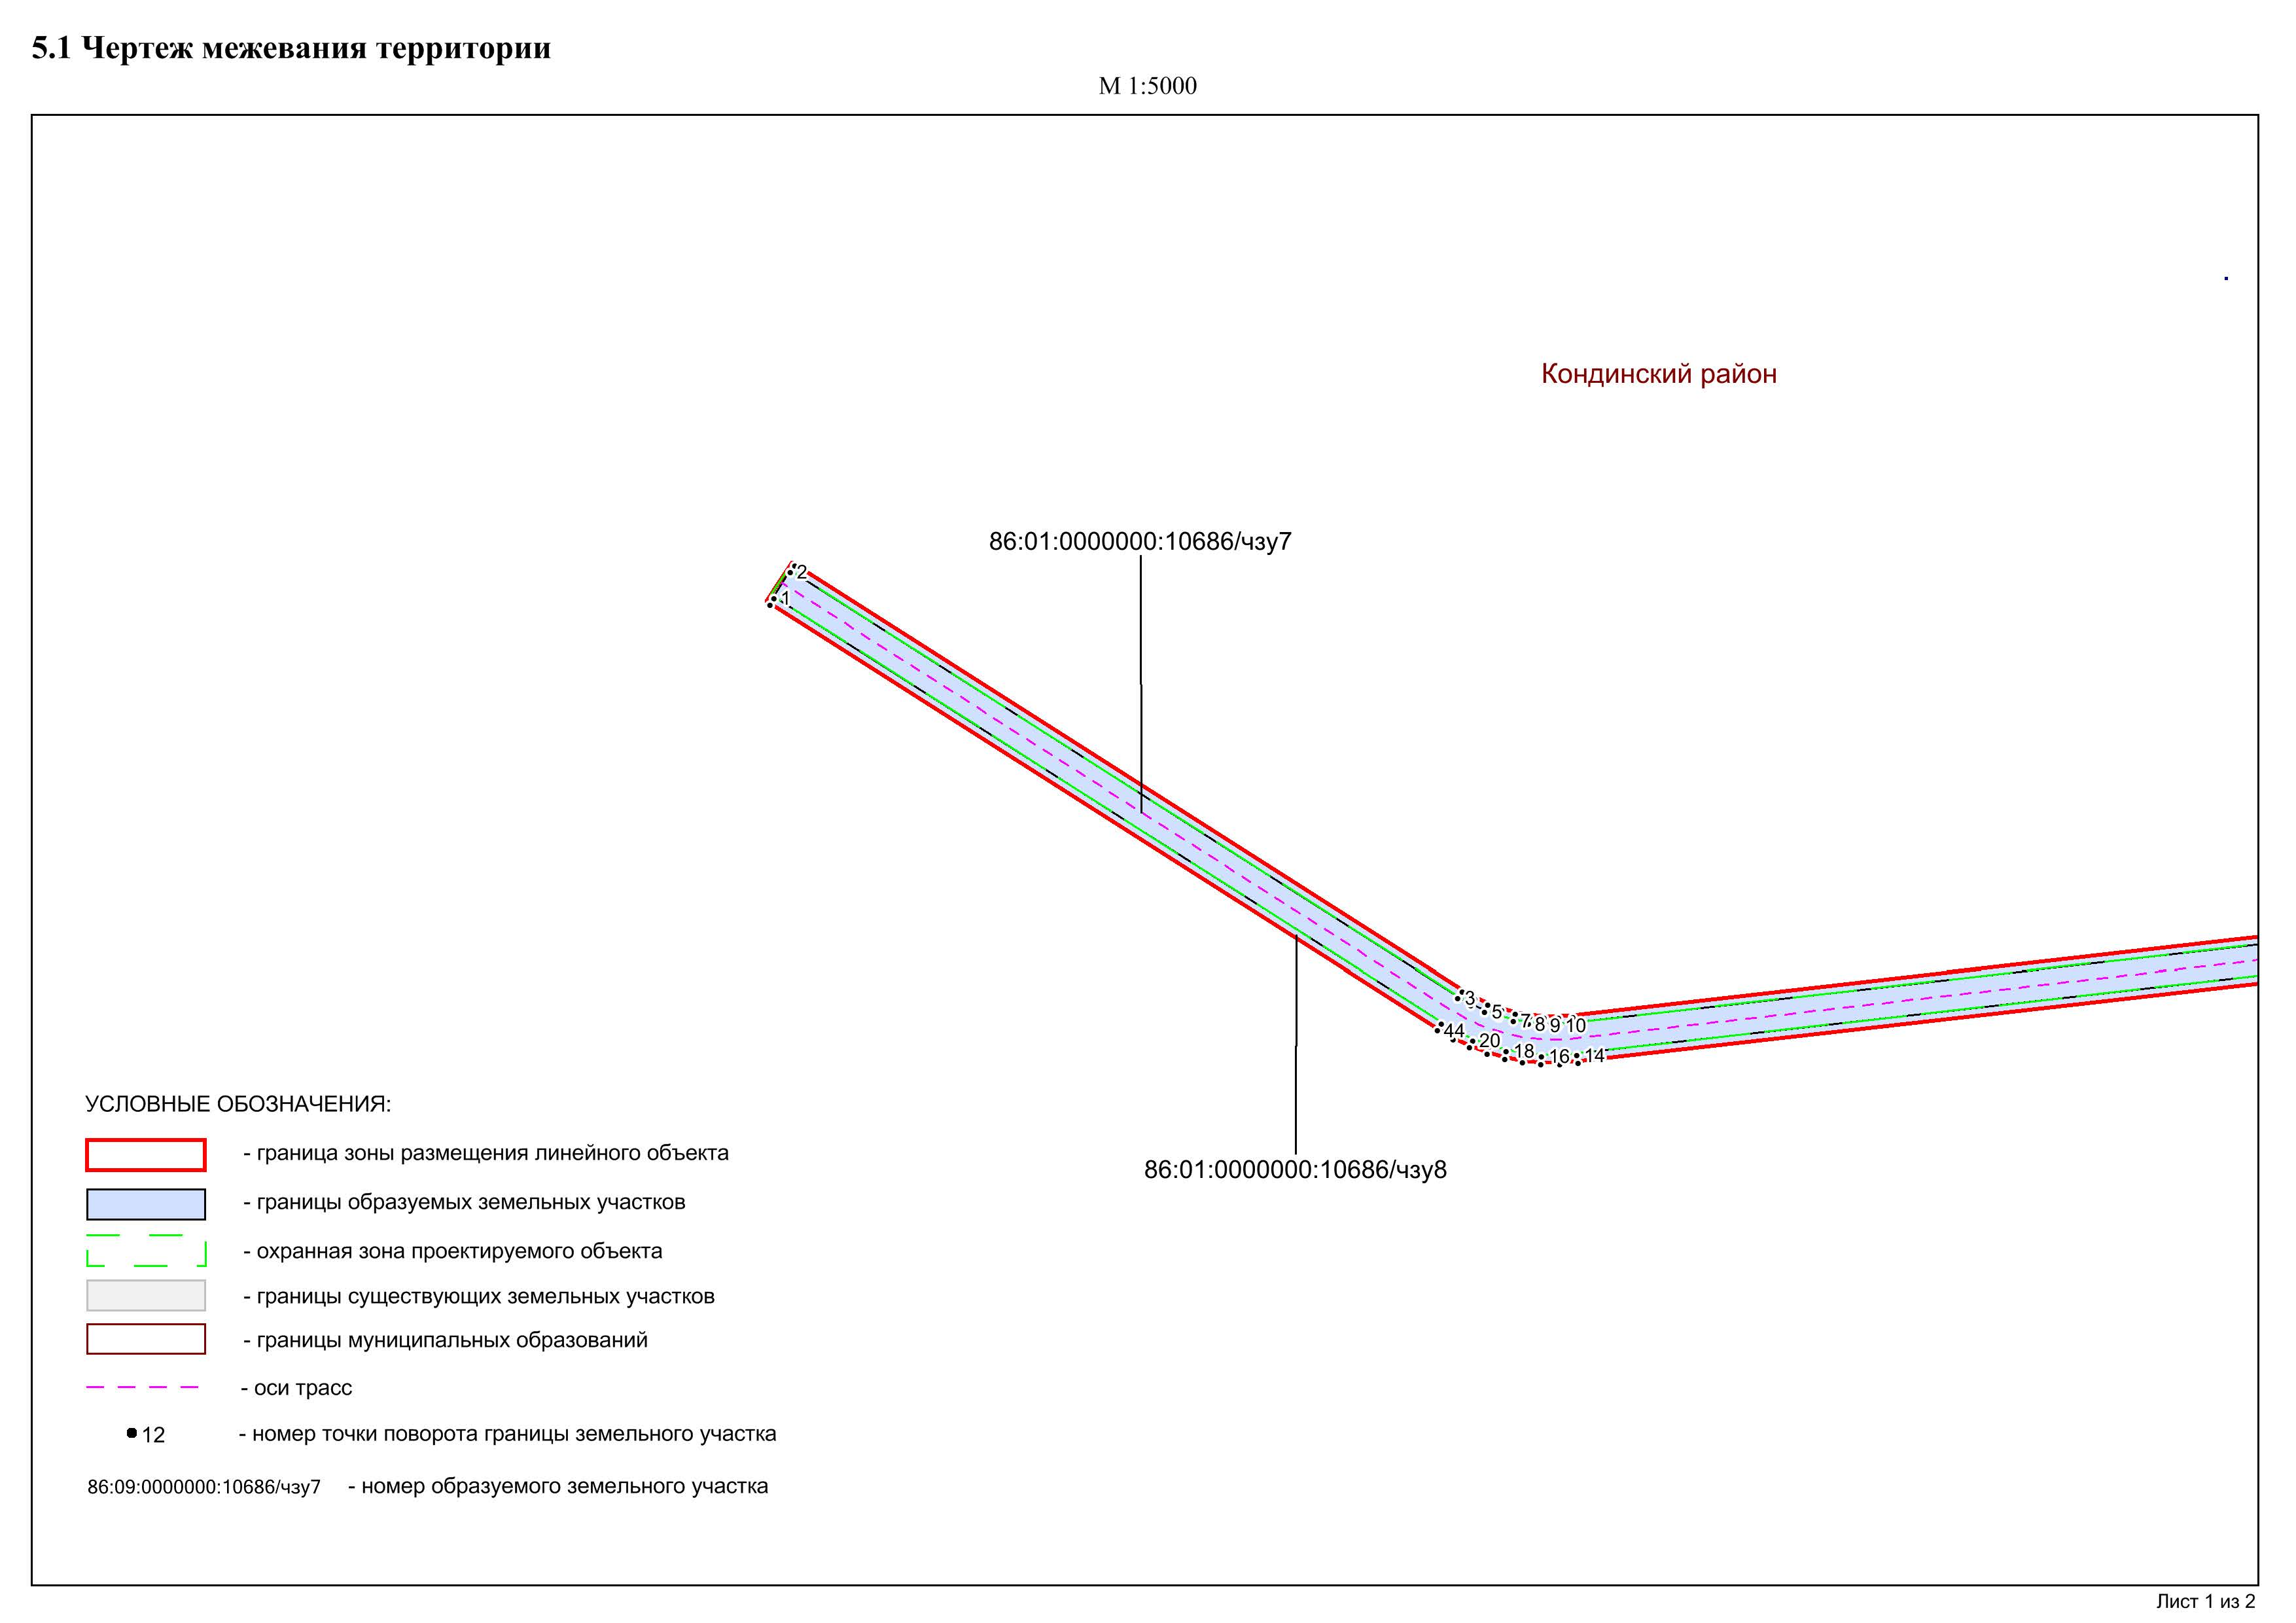 5.1 Чертеж межевания территории
М 1:5000
Кондинский район
86:01:0000000:10686/чзу7
2
1
3
5
7 8 9 10
44
20
18
16
14
86:01:0000000:10686/чзу8
УСЛОВНЫЕ ОБОЗНАЧЕНИЯ:
- граница зоны размещения линейного объекта
- границы образуемых земельных участков
- охранная зона проектируемого объекта
- границы существующих земельных участков
- границы муниципальных образований
- оси трасс
12 - номер точки поворота границы земельного участка
86:09:0000000:10686/чзу7 - номер образуемого земельного участка
Лист 1 из 2